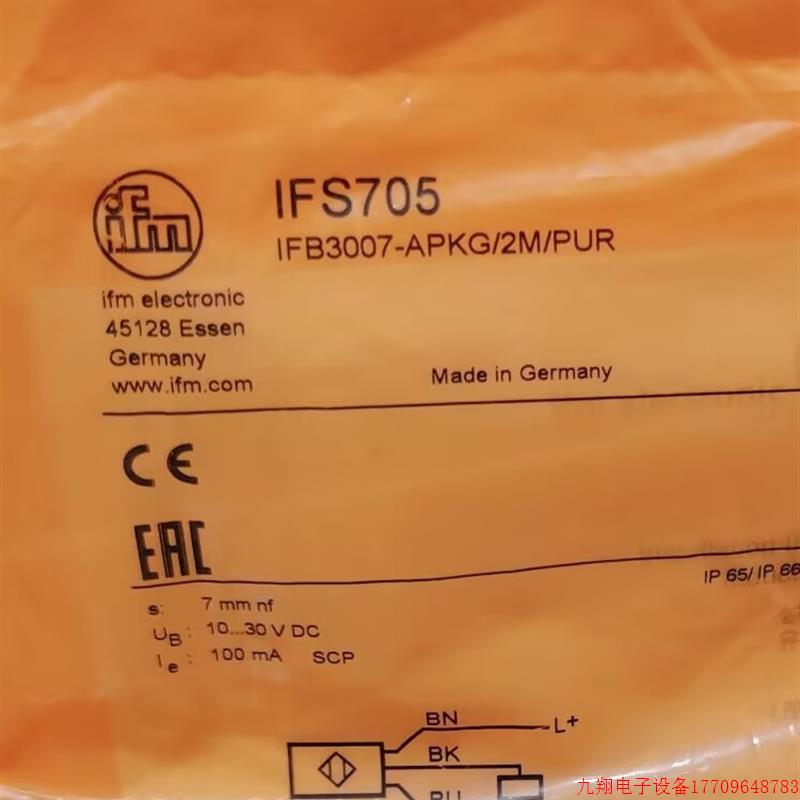 ifm
IFS705
IFB3007-APKG/2M/PUR
ifm electronic
45128 Essen
Germany
www.ifm.com
Made in Germany
CE
EAC
IP 65/ IP 66
s: 7 mm nf
UB: 10...30 V DC
Ie: 100 mA SCP
BN
L+
BK
BU
九翔电子设备17709648783